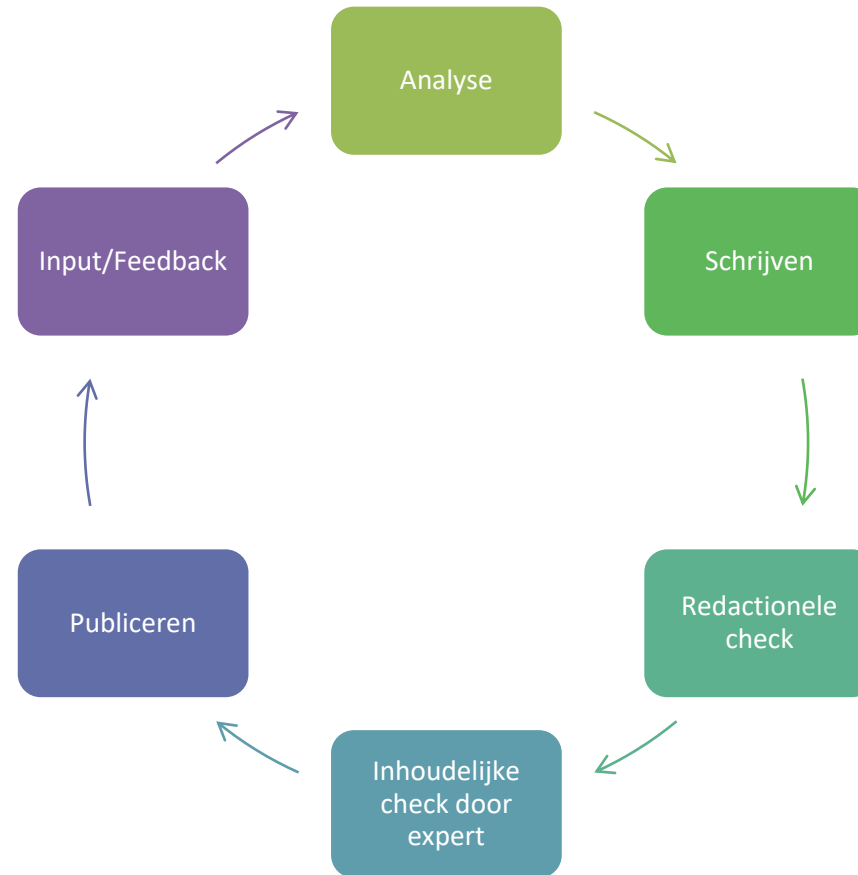 Analyse
Schrijven
Redactionele
check
Inhoudelijke
check door
expert
Publiceren
Input/Feedback